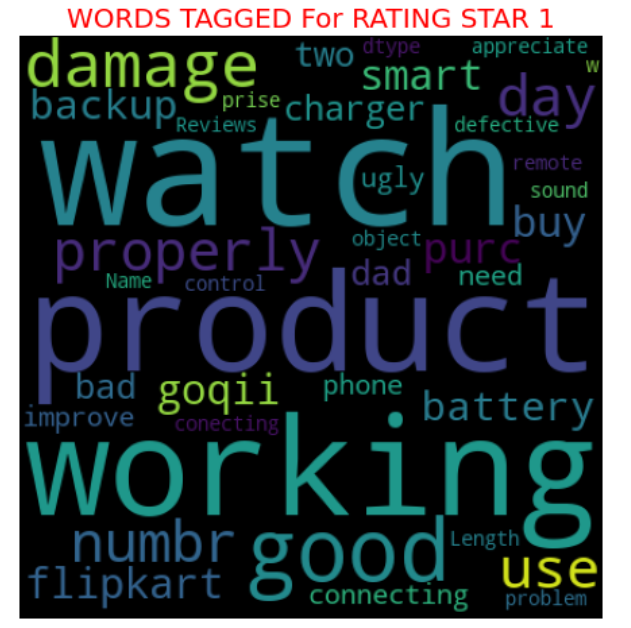 WORDS TAGGED For RATING STAR 1
damage two dtype appreciate
smart w
backup prise charger day
Reviews defective
watch ugly remote
sound
properly object purc buy
Name control dad need
product
bad goqii phone battery
improve conecting
working
numbr good Length use
flipkart connecting problem